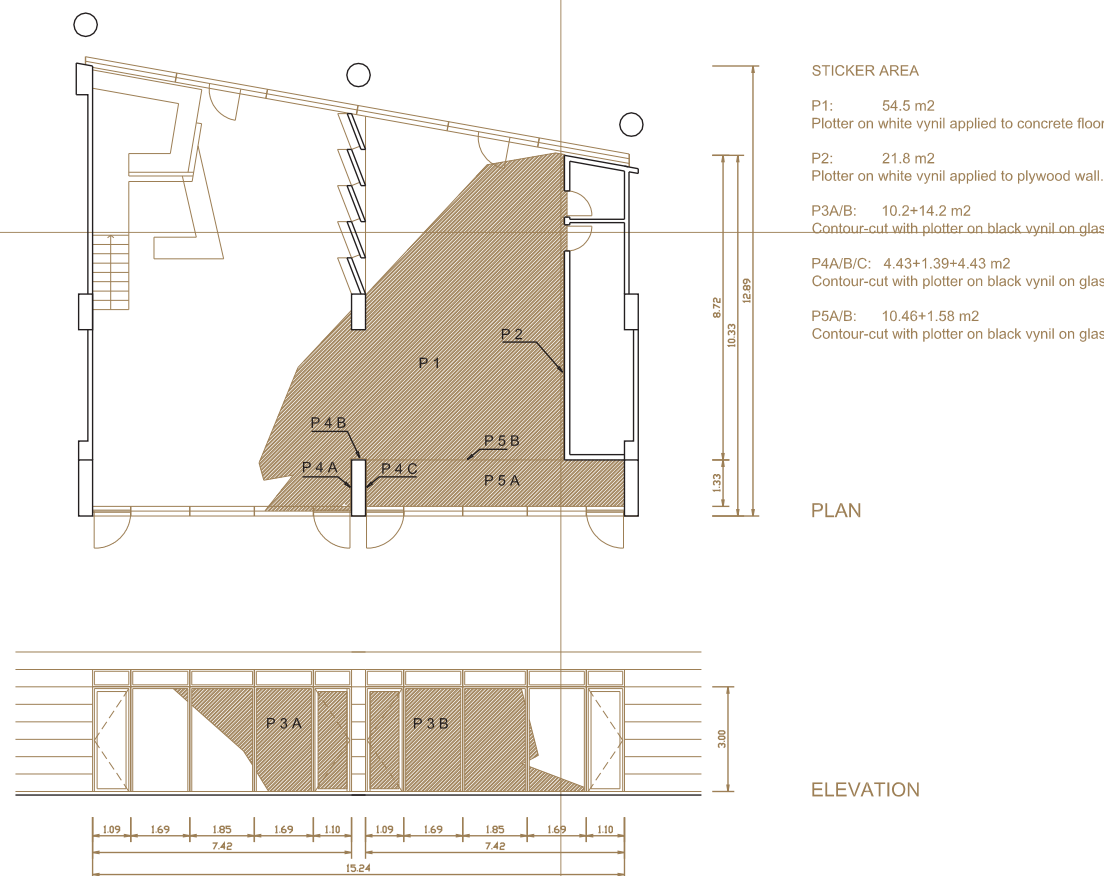 STICKER AREA
P1: 54.5 m2
Plotter on white vynil applied to concrete floor
P2: 21.8 m2
Plotter on white vynil applied to plywood wall.
P3A/B: 10.2+14.2 m2
Contour-cut with plotter on black vynil on glas
P4A/B/C: 4.43+1.39+4.43 m2
Contour-cut with plotter on black vynil on glas
P5A/B: 10.46+1.58 m2
Contour-cut with plotter on black vynil on glas
8.72
10.33
12.89
1.33
P 2
P 1
P 4 B
P 5 B
P 4 A
P 4 C
P 5 A
PLAN
P 3 A
P 3 B
3.00
ELEVATION
1.09 1.69 1.85 1.69 1.10 1.09 1.69 1.85 1.69 1.10
7.42 7.42
15.24